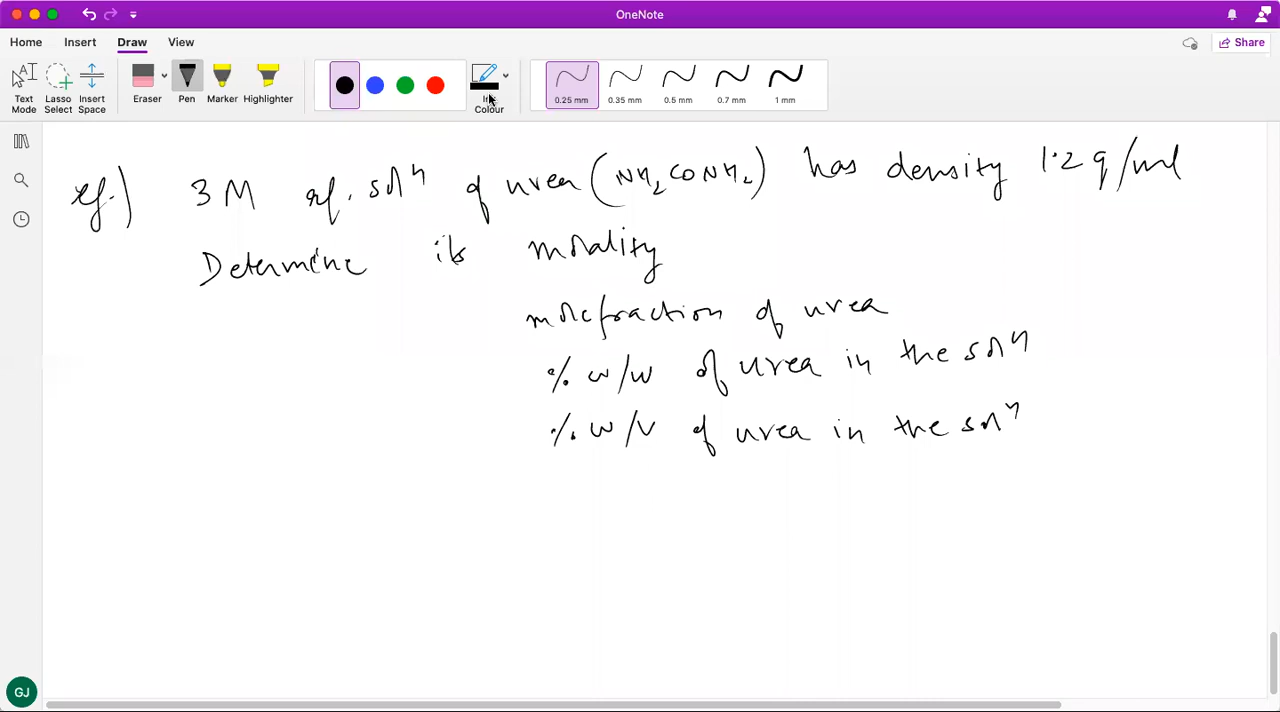 OneNote
Home Insert Draw View Share
Text Mode Lasso Select Insert Space Eraser Pen Marker Highlighter Ink Colour 0.25 mm 0.35 mm 0.5 mm 0.7 mm 1 mm
eg.) 3 M aq. solⁿ of urea (NH₂CONH₂) has density 1.2 g/ml
Determine its molality
molefraction of urea
% w/w of urea in the solⁿ
% w/v of urea in the solⁿ
GJ